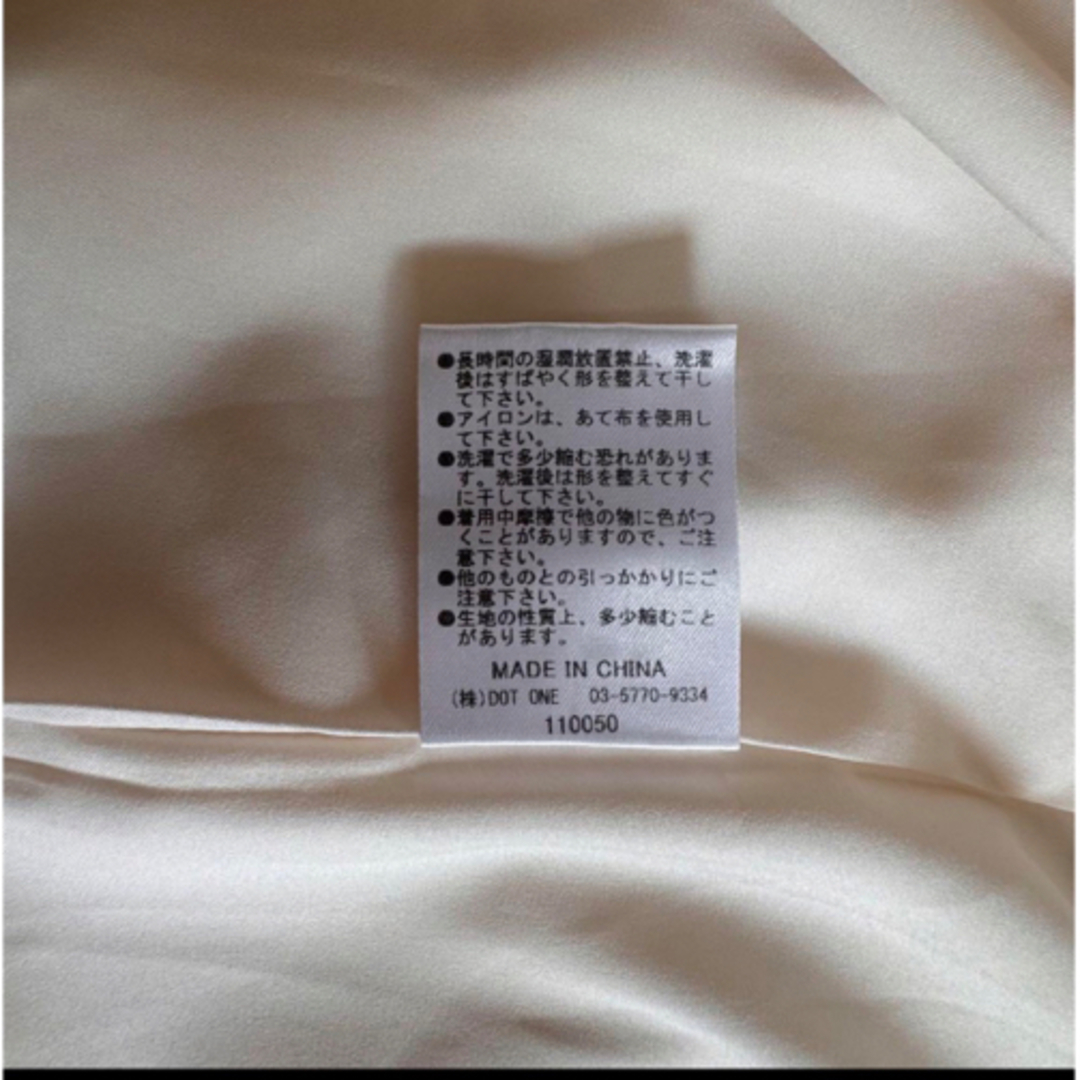 ●長時間の湿潤放置禁止、洗濯
後はすばやく形を整えて干し
て下さい。
●アイロンは、あて布を使用し
て下さい。
●洗濯で多少縮む恐れがありま
す。洗濯後は形を整えてすぐ
に干して下さい。
●着用中摩擦で他の物に色がつ
くことがありますので、ご注
意下さい。
●他のものとの引っかかりにご
注意下さい。
●生地の性質上、多少縮むこと
があります。
MADE IN CHINA
(株)DOT ONE 03-5770-9334
110050